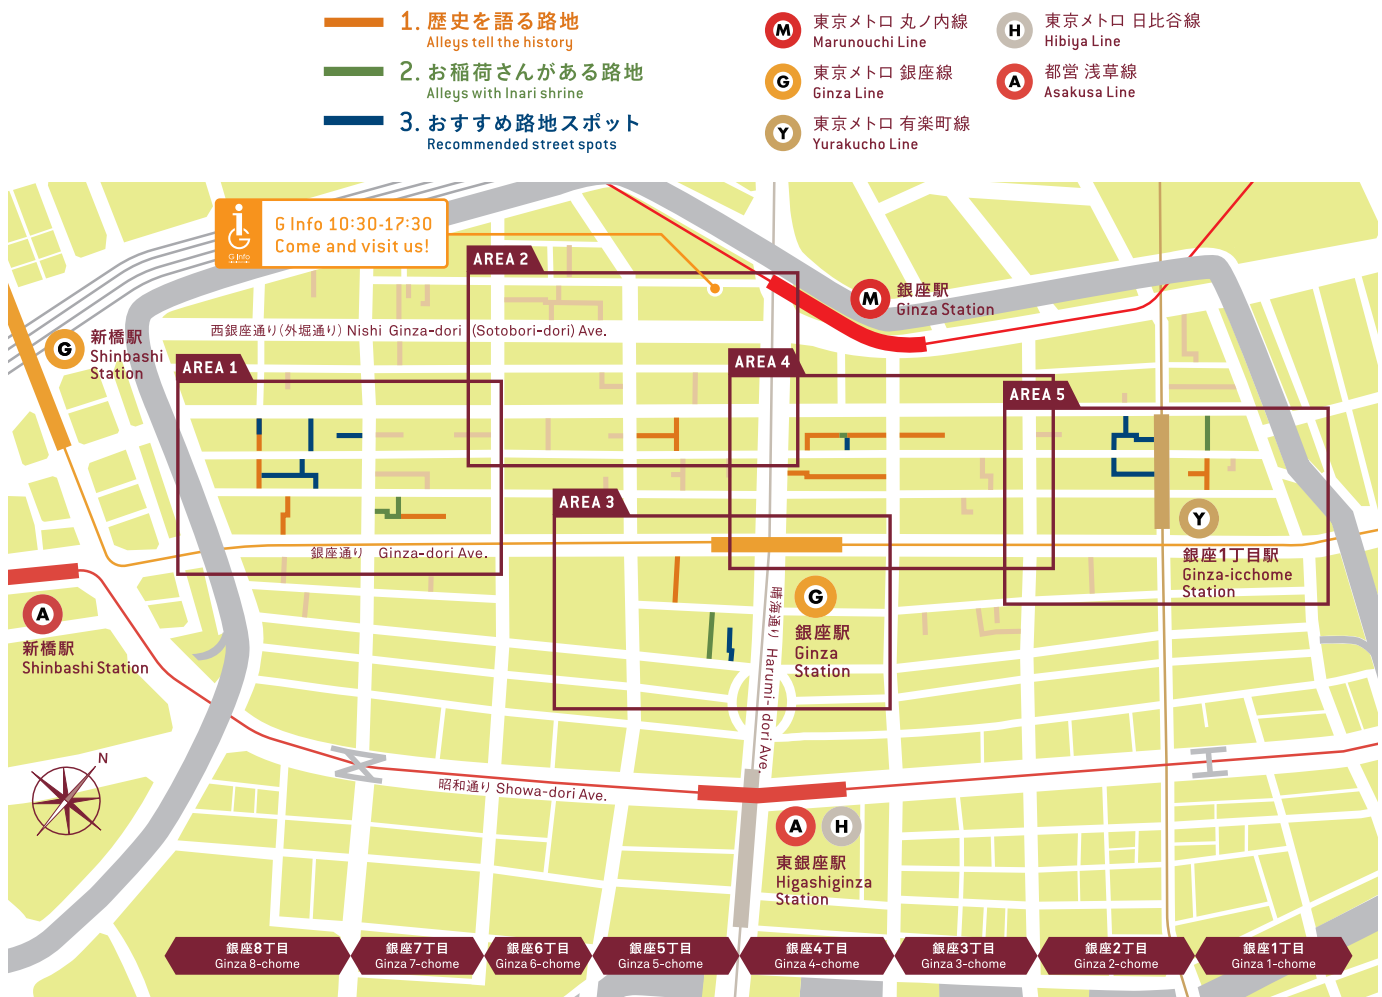 1. 歴史を語る路地
Alleys tell the history
2. お稲荷さんがある路地
Alleys with Inari shrine
3. おすすめ路地スポット
Recommended street spots
M 東京メトロ 丸ノ内線
Marunouchi Line
G 東京メトロ 銀座線
Ginza Line
Y 東京メトロ 有楽町線
Yurakucho Line
H 東京メトロ 日比谷線
Hibiya Line
A 都営 浅草線
Asakusa Line
G Info
G Info 10:30-17:30
Come and visit us!
AREA 2
M 銀座駅
Ginza Station
西銀座通り(外堀通り) Nishi Ginza-dori (Sotobori-dori) Ave.
G 新橋駅
Shinbashi
Station
AREA 1
AREA 4
AREA 5
AREA 3
Y
銀座1丁目駅
Ginza-icchome
Station
銀座通り Ginza-dori Ave.
A
新橋駅
Shinbashi Station
晴海通り Harumi-dori Ave.
G
銀座駅
Ginza
Station
N
昭和通り Showa-dori Ave.
A H
東銀座駅
Higashiginza
Station
銀座8丁目
Ginza 8-chome
銀座7丁目
Ginza 7-chome
銀座6丁目
Ginza 6-chome
銀座5丁目
Ginza 5-chome
銀座4丁目
Ginza 4-chome
銀座3丁目
Ginza 3-chome
銀座2丁目
Ginza 2-chome
銀座1丁目
Ginza 1-chome